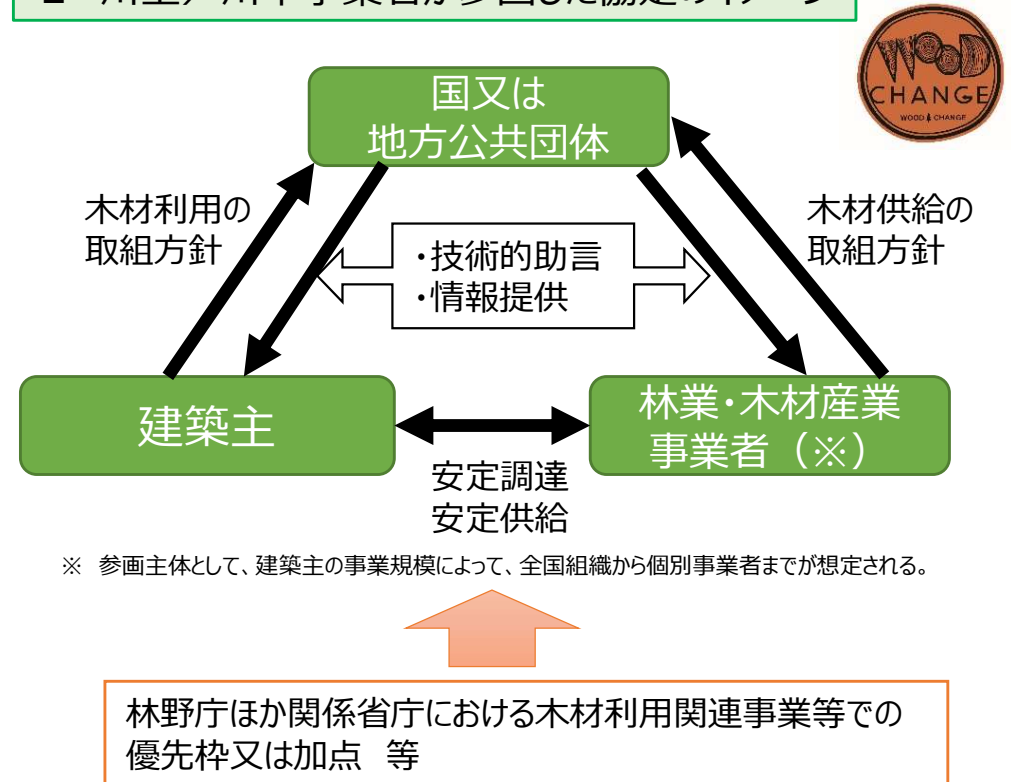 国又は
地方公共団体
WOOD
CHANGE
WOOD & CHANGE
木材利用の
取組方針
・技術的助言
・情報提供
木材供給の
取組方針
建築主
林業・木材産業
事業者（※）
安定調達
安定供給
※ 参画主体として、建築主の事業規模によって、全国組織から個別事業者までが想定される。
林野庁ほか関係省庁における木材利用関連事業等での
優先枠又は加点 等